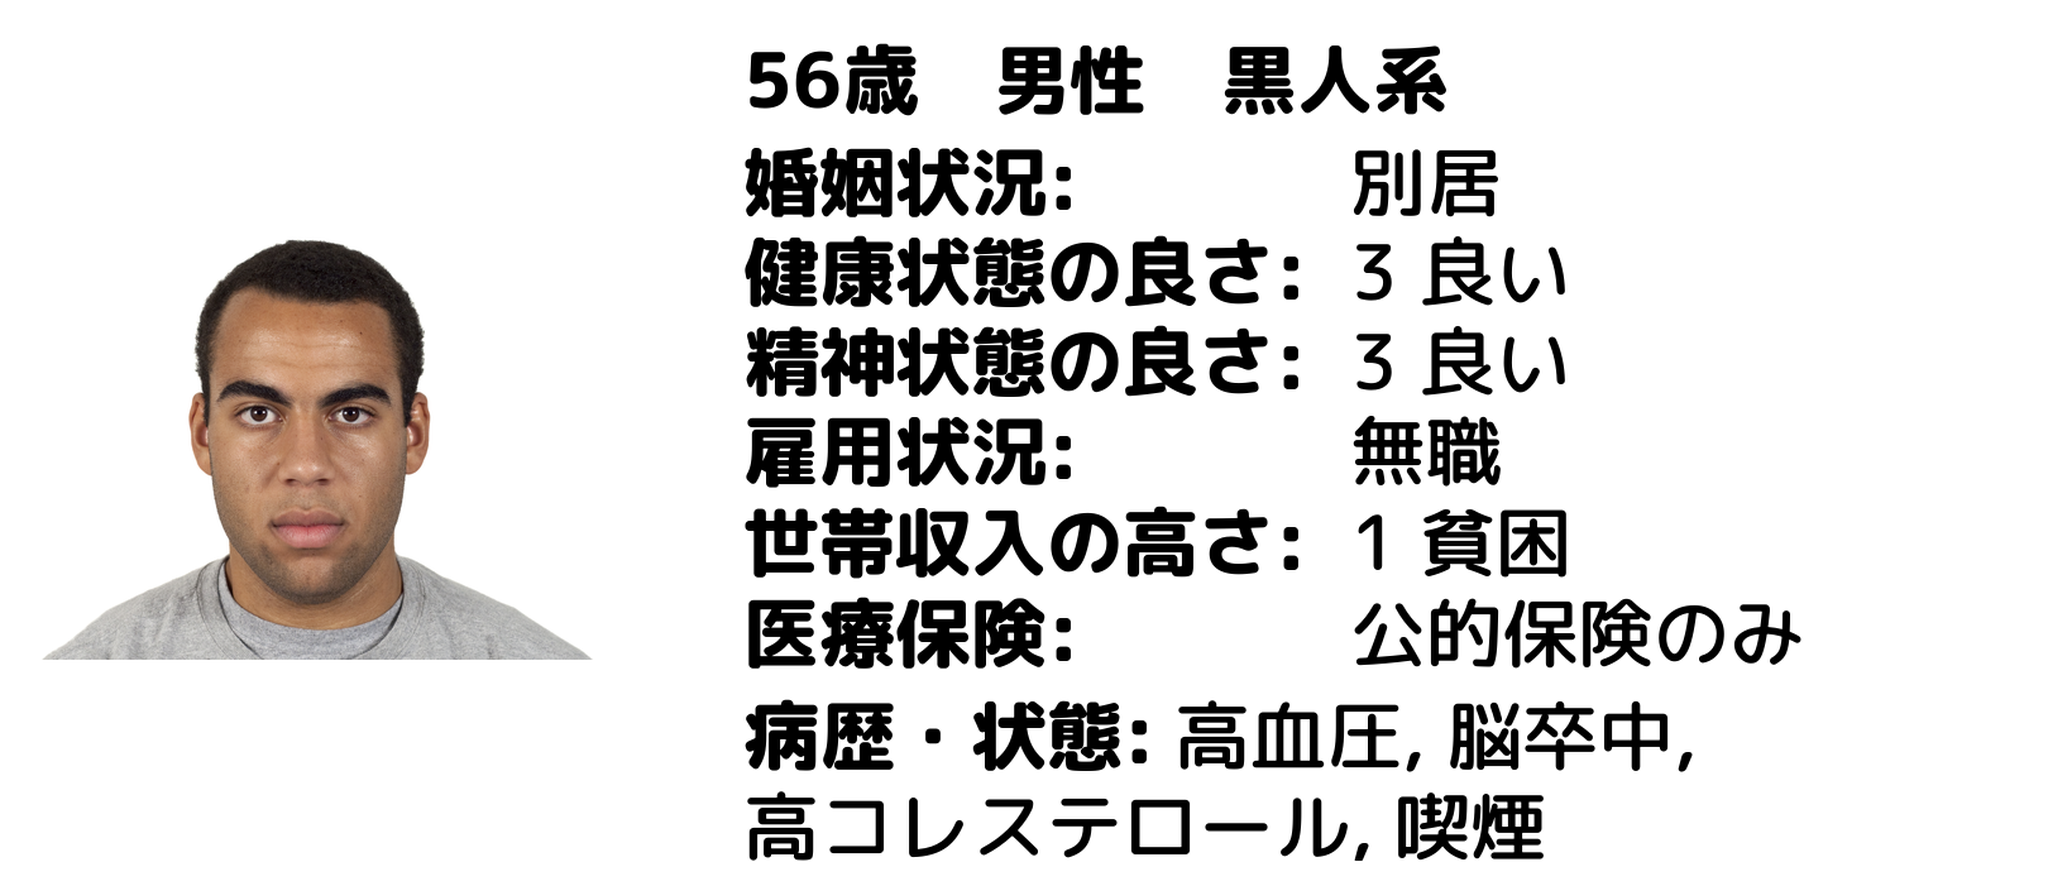 56歳　男性　黒人系
婚姻状況: 別居
健康状態の良さ: 3 良い
精神状態の良さ: 3 良い
雇用状況: 無職
世帯収入の高さ: 1 貧困
医療保険: 公的保険のみ
病歴・状態: 高血圧, 脳卒中,
高コレステロール, 喫煙